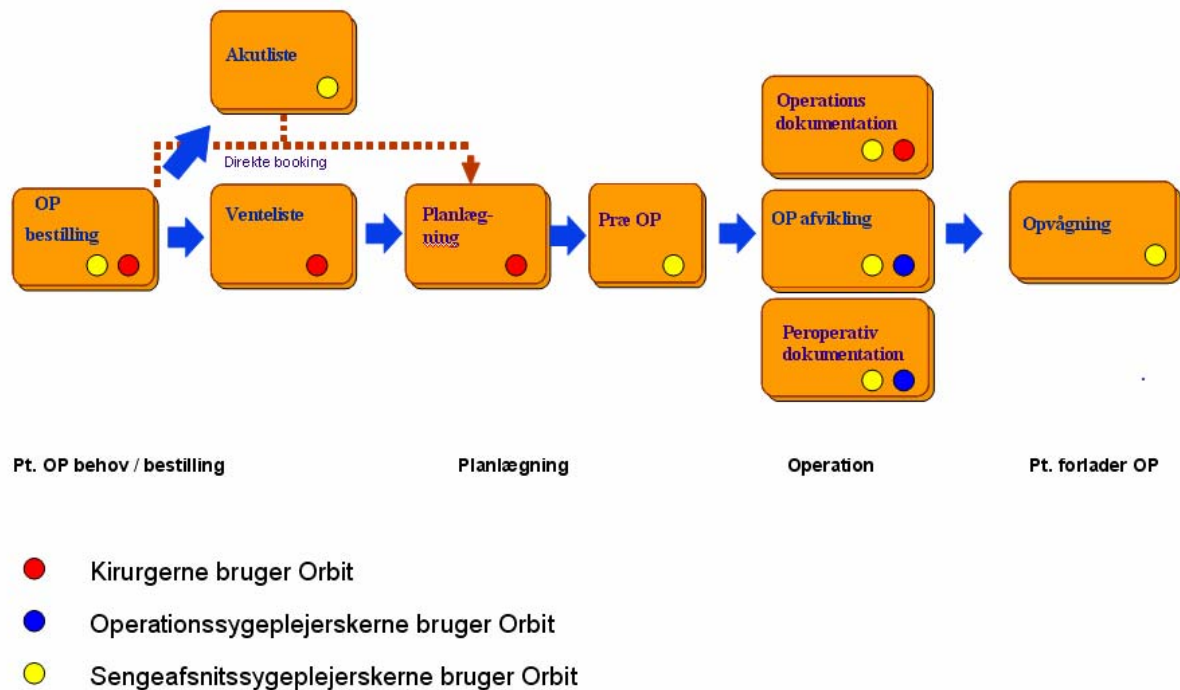 Akutliste
Operations
dokumentation
Direkte booking
OP
bestilling
Venteliste
Planlæg-
ning
Præ OP
OP afvikling
Opvågning
Peroperativ
dokumentation
Pt. OP behov / bestilling
Planlægning
Operation
Pt. forlader OP
Kirurgerne bruger Orbit
Operationssygeplejerskerne bruger Orbit
Sengeafsnitssygeplejerskerne bruger Orbit